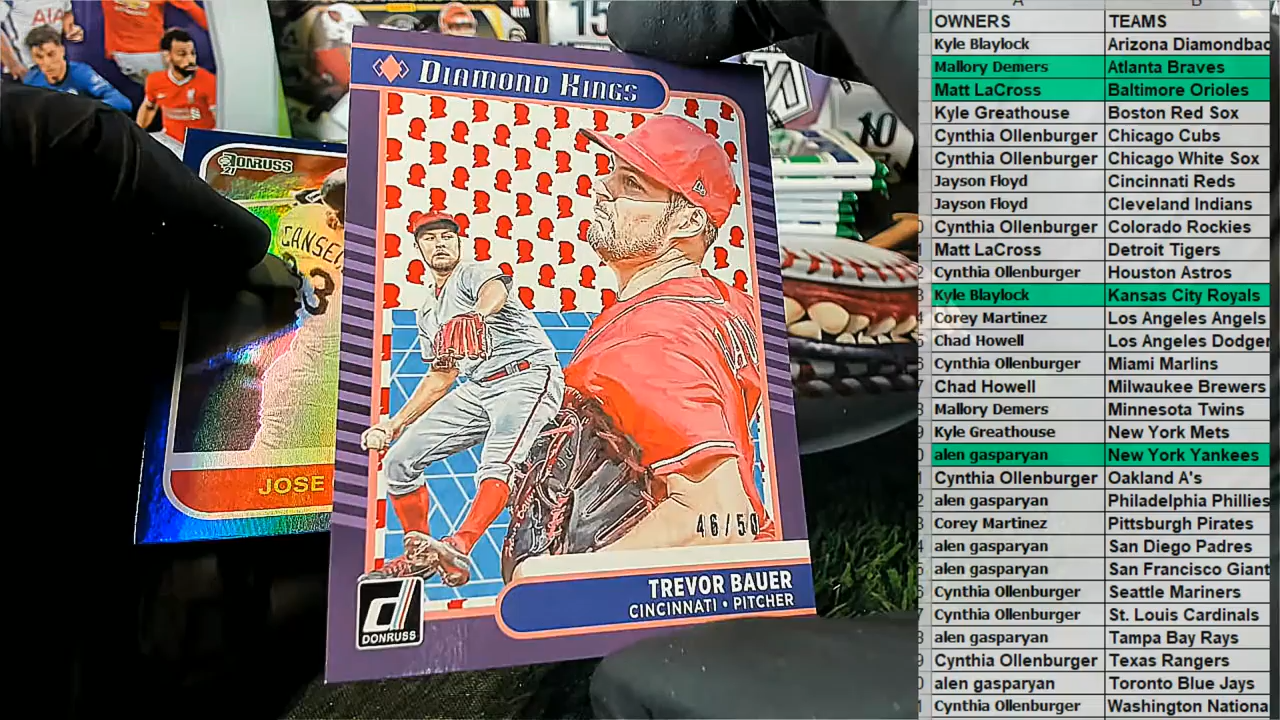 15
10
DIAMOND KINGS
DONRUSS
CANSE
JOSE
46/50
TREVOR BAUER
CINCINNATI • PITCHER
DONRUSS
OWNERS TEAMS
Kyle Blaylock Arizona Diamondbac
Mallory Demers Atlanta Braves
Matt LaCross Baltimore Orioles
Kyle Greathouse Boston Red Sox
Cynthia Ollenburger Chicago Cubs
Cynthia Ollenburger Chicago White Sox
Jayson Floyd Cincinnati Reds
Jayson Floyd Cleveland Indians
Cynthia Ollenburger Colorado Rockies
Matt LaCross Detroit Tigers
Cynthia Ollenburger Houston Astros
Kyle Blaylock Kansas City Royals
Corey Martinez Los Angeles Angels
Chad Howell Los Angeles Dodger
Cynthia Ollenburger Miami Marlins
Chad Howell Milwaukee Brewers
Mallory Demers Minnesota Twins
Kyle Greathouse New York Mets
alen gasparyan New York Yankees
Cynthia Ollenburger Oakland A's
alen gasparyan Philadelphia Phillies
Corey Martinez Pittsburgh Pirates
alen gasparyan San Diego Padres
alen gasparyan San Francisco Giant
Cynthia Ollenburger Seattle Mariners
Cynthia Ollenburger St. Louis Cardinals
alen gasparyan Tampa Bay Rays
Cynthia Ollenburger Texas Rangers
alen gasparyan Toronto Blue Jays
Cynthia Ollenburger Washington Nationa